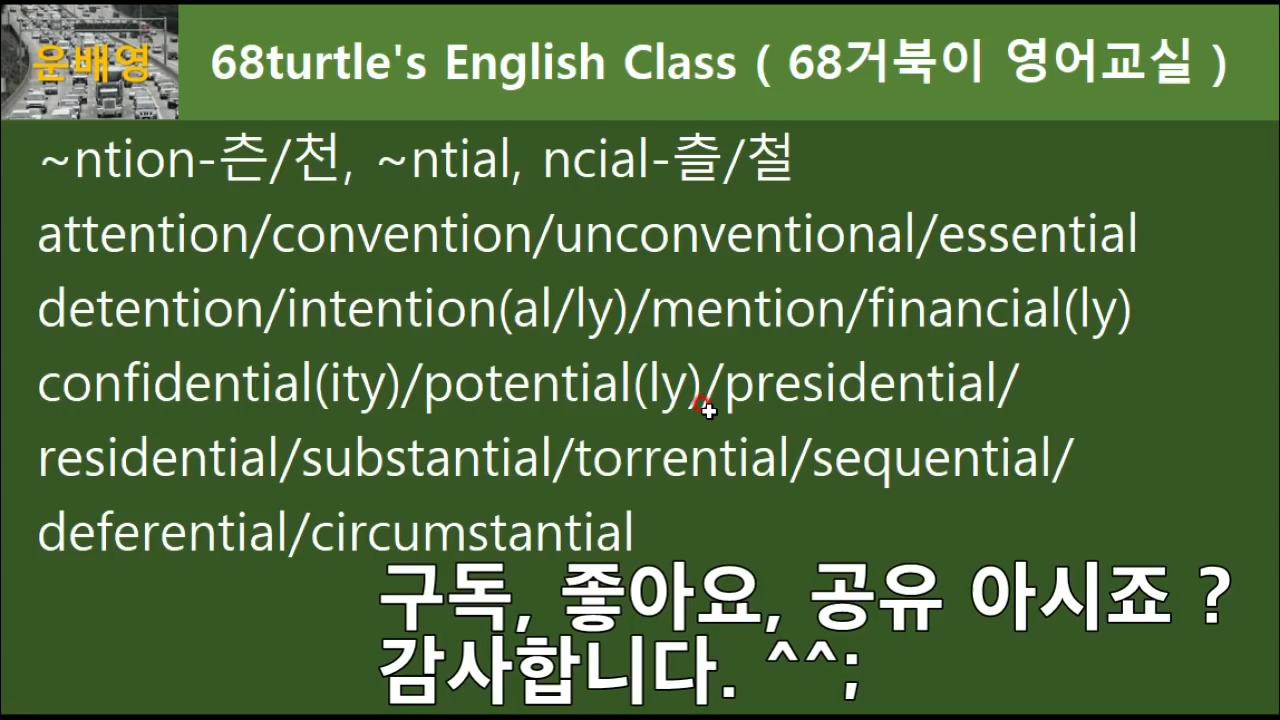 윤배영
68turtle's English Class ( 68거북이 영어교실 )
~ntion-츤/천, ~ntial, ncial-츨/철
attention/convention/unconventional/essential
detention/intention(al/ly)/mention/financial(ly)
confidential(ity)/potential(ly)/presidential/
residential/substantial/torrential/sequential/
deferential/circumstantial
구독, 좋아요, 공유 아시죠 ?
감사합니다. ^^;